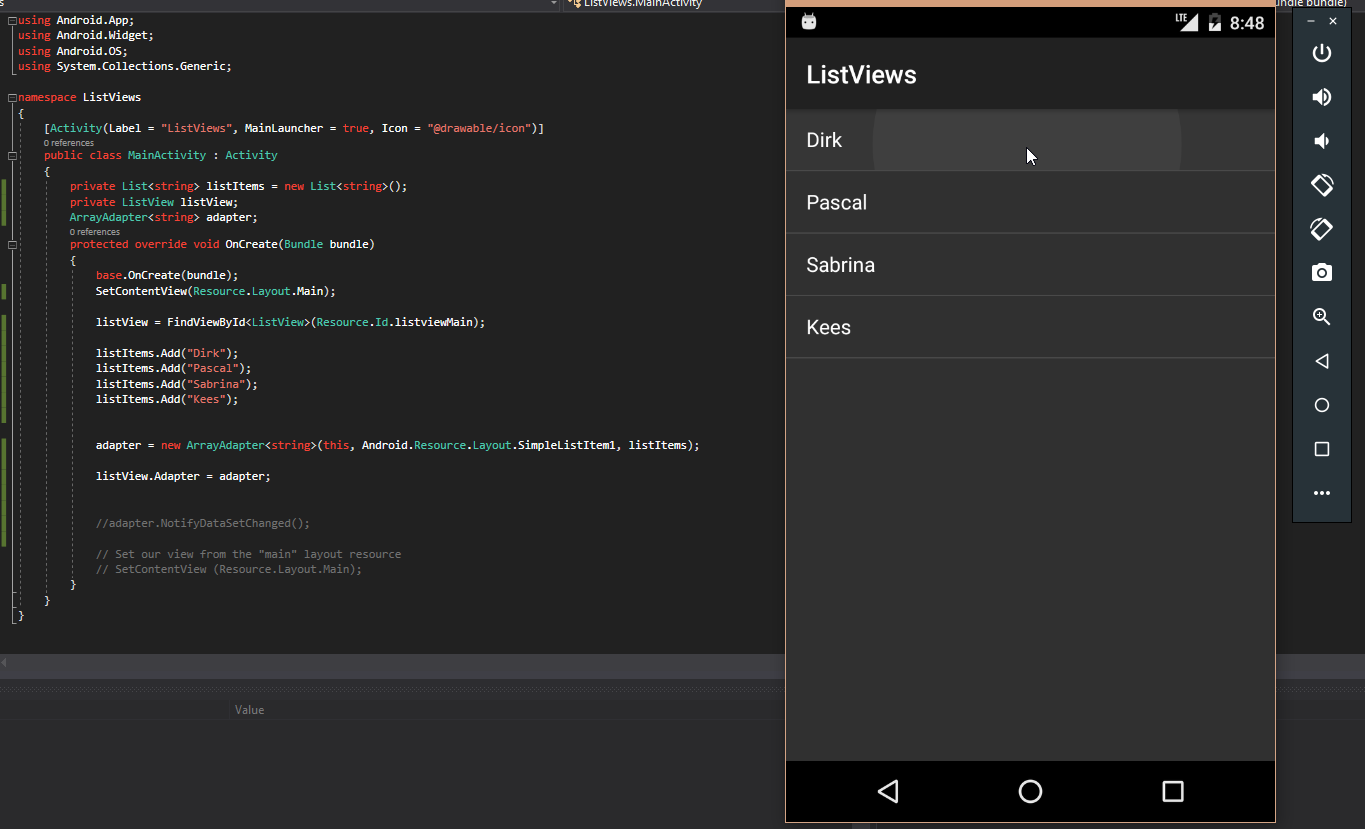 ListViews.MainActivity
using Android.App;
using Android.Widget;
using Android.OS;
using System.Collections.Generic;
namespace ListViews
{
[Activity(Label = "ListViews", MainLauncher = true, Icon = "@drawable/icon")]
0 references
public class MainActivity : Activity
{
private List<string> listItems = new List<string>();
private ListView listView;
ArrayAdapter<string> adapter;
0 references
protected override void OnCreate(Bundle bundle)
{
base.OnCreate(bundle);
SetContentView(Resource.Layout.Main);
listView = FindViewById<ListView>(Resource.Id.listviewMain);
listItems.Add("Dirk");
listItems.Add("Pascal");
listItems.Add("Sabrina");
listItems.Add("Kees");
adapter = new ArrayAdapter<string>(this, Android.Resource.Layout.SimpleListItem1, listItems);
listView.Adapter = adapter;
//adapter.NotifyDataSetChanged();
// Set our view from the "main" layout resource
// SetContentView (Resource.Layout.Main);
}
}
}
Value
bundle)
LTE 8:48
ListViews
Dirk
Pascal
Sabrina
Kees